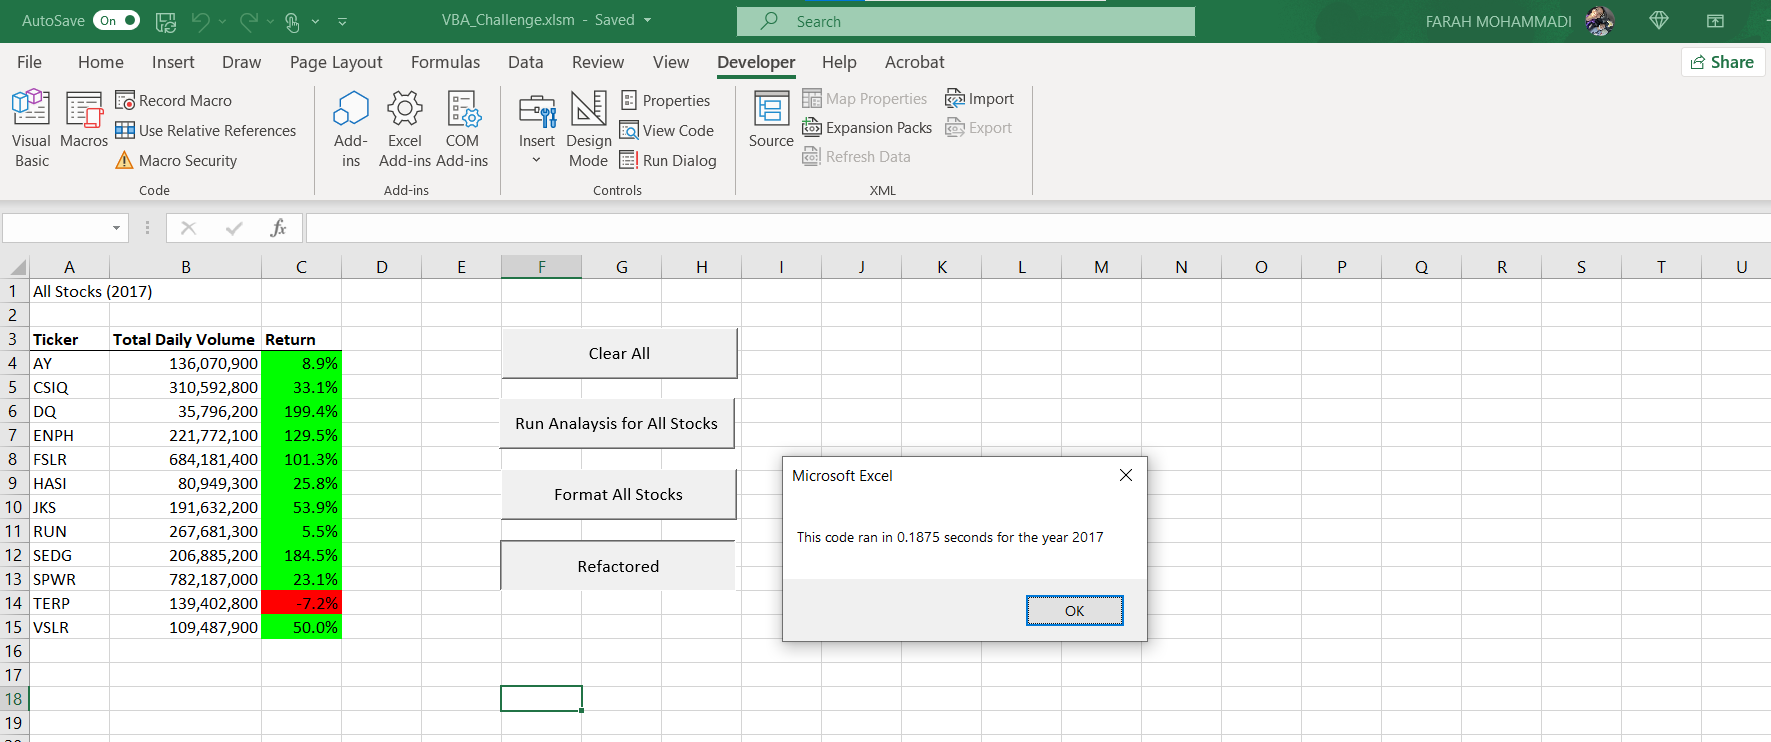 AutoSave On VBA_Challenge.xlsm - Saved Search FARAH MOHAMMADI
File Home Insert Draw Page Layout Formulas Data Review View Developer Help Acrobat Share
Visual Basic
Macros
Record Macro
Use Relative References
Macro Security
Code
Add-ins
Excel Add-ins
COM Add-ins
Add-ins
Insert
Design Mode
Properties
View Code
Run Dialog
Controls
Source
Map Properties
Expansion Packs
Refresh Data
Import
Export
XML
fx
A B C D E F G H I J K L M N O P Q R S T U
1 All Stocks (2017)
2
3 Ticker Total Daily Volume Return
4 AY 136,070,900 8.9%
5 CSIQ 310,592,800 33.1%
6 DQ 35,796,200 199.4%
7 ENPH 221,772,100 129.5%
8 FSLR 684,181,400 101.3%
9 HASI 80,949,300 25.8%
10 JKS 191,632,200 53.9%
11 RUN 267,681,300 5.5%
12 SEDG 206,885,200 184.5%
13 SPWR 782,187,000 23.1%
14 TERP 139,402,800 -7.2%
15 VSLR 109,487,900 50.0%
16
17
18
19
Clear All
Run Analaysis for All Stocks
Format All Stocks
Refactored
Microsoft Excel
This code ran in 0.1875 seconds for the year 2017
OK